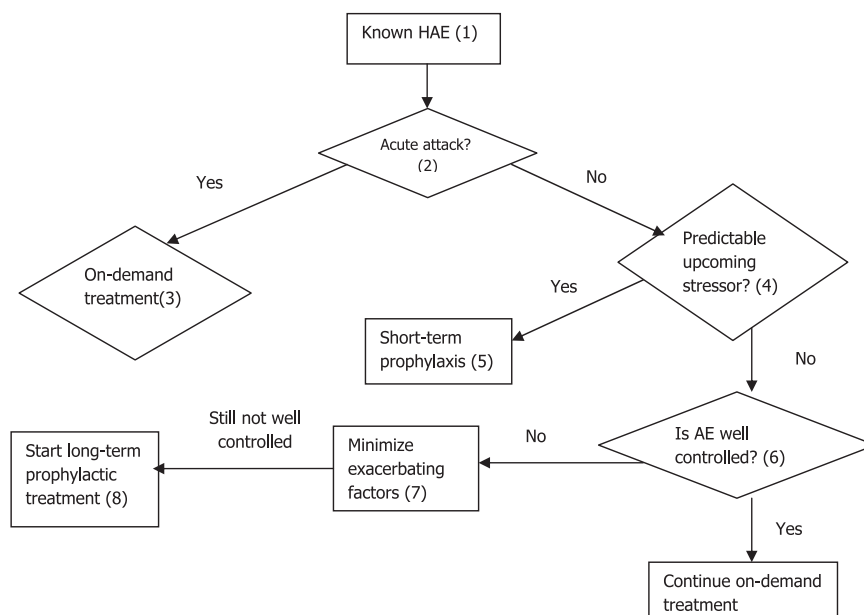 Known HAE (1)
Acute attack?
(2)
Yes
No
On-demand
treatment(3)
Predictable
upcoming
stressor? (4)
Yes
Short-term
prophylaxis (5)
No
Is AE well
controlled? (6)
No
Minimize
exacerbating
factors (7)
Still not well
controlled
Start long-term
prophylactic
treatment (8)
Yes
Continue on-demand
treatment